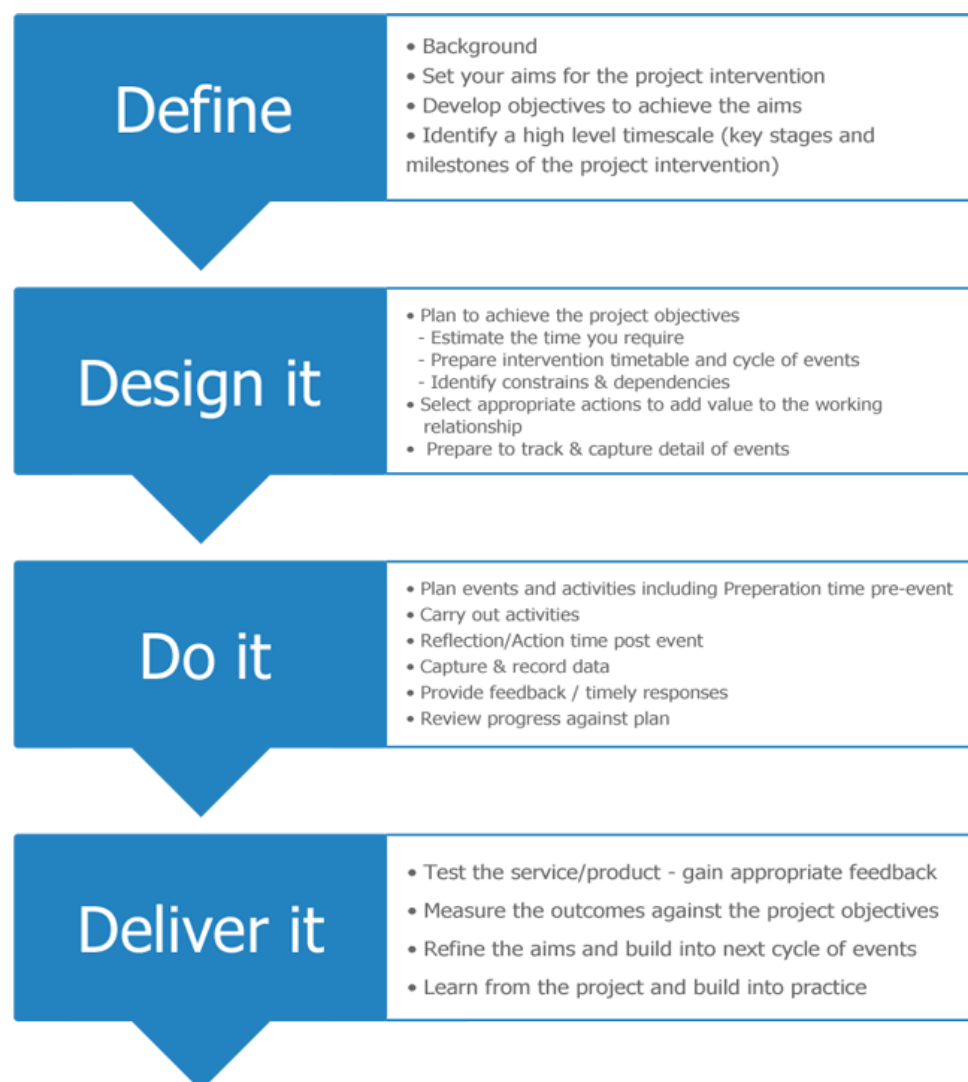 Define
• Background
• Set your aims for the project intervention
• Develop objectives to achieve the aims
• Identify a high level timescale (key stages and
milestones of the project intervention)
Design it
• Plan to achieve the project objectives
- Estimate the time you require
- Prepare intervention timetable and cycle of events
- Identify constrains & dependencies
• Select appropriate actions to add value to the working
relationship
• Prepare to track & capture detail of events
Do it
• Plan events and activities including Preperation time pre-event
• Carry out activities
• Reflection/Action time post event
• Capture & record data
• Provide feedback / timely responses
• Review progress against plan
Deliver it
• Test the service/product - gain appropriate feedback
• Measure the outcomes against the project objectives
• Refine the aims and build into next cycle of events
• Learn from the project and build into practice